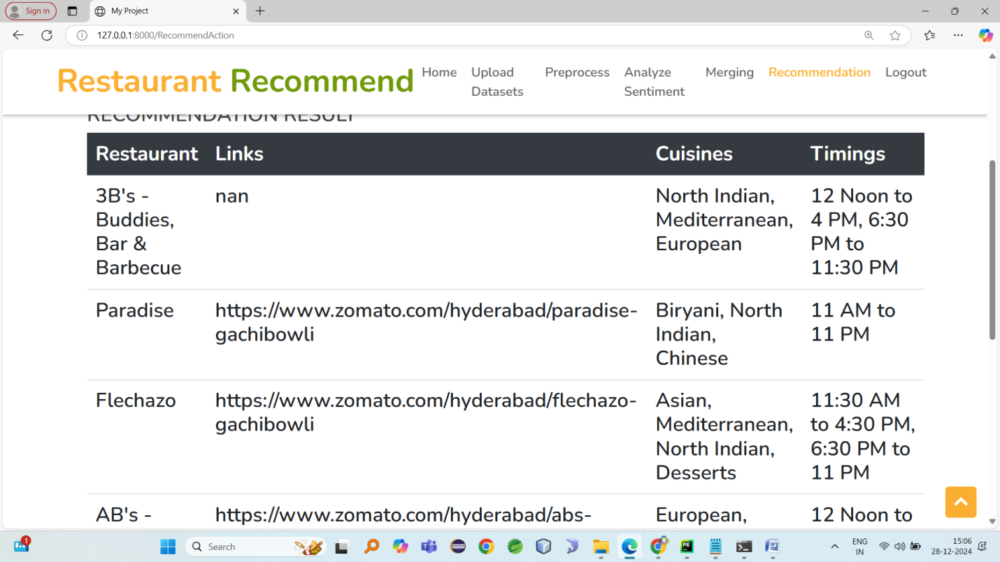 Sign in
My Project
127.0.0.1:8000/RecommendAction
Restaurant Recommend
Home
Upload
Datasets
Preprocess
Analyze
Sentiment
Merging
Recommendation
Logout
RECOMMENDATION RESULT
Restaurant Links Cuisines Timings
3B's -
Buddies,
Bar &
Barbecue
nan
North Indian,
Mediterranean,
European
12 Noon to
4 PM, 6:30
PM to
11:30 PM
Paradise
https://www.zomato.com/hyderabad/paradise-
gachibowli
Biryani, North
Indian,
Chinese
11 AM to
11 PM
Flechazo
https://www.zomato.com/hyderabad/flechazo-
gachibowli
Asian,
Mediterranean,
North Indian,
Desserts
11:30 AM
to 4:30 PM,
6:30 PM to
11 PM
AB's -
https://www.zomato.com/hyderabad/abs-
European,
12 Noon to
1
Search
PE
ENG
IN
15:06
28-12-2024